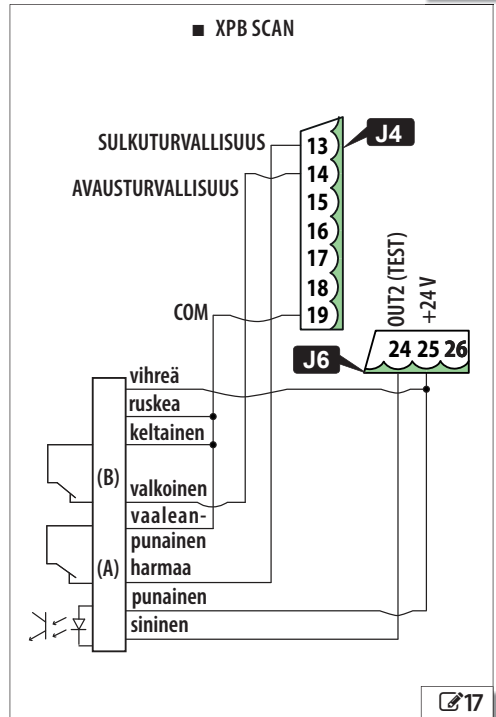 ■ XPB SCAN
SULKUTURVALLISUUS
AVAUSTURVALLISUUS
COM
13
14
15
16
17
18
19
J4
OUT2 (TEST)
+24 V
24 25 26
J6
vihreä
ruskea
keltainen
(B)
valkoinen
vaalean-
punainen
(A)
harmaa
punainen
sininen
17